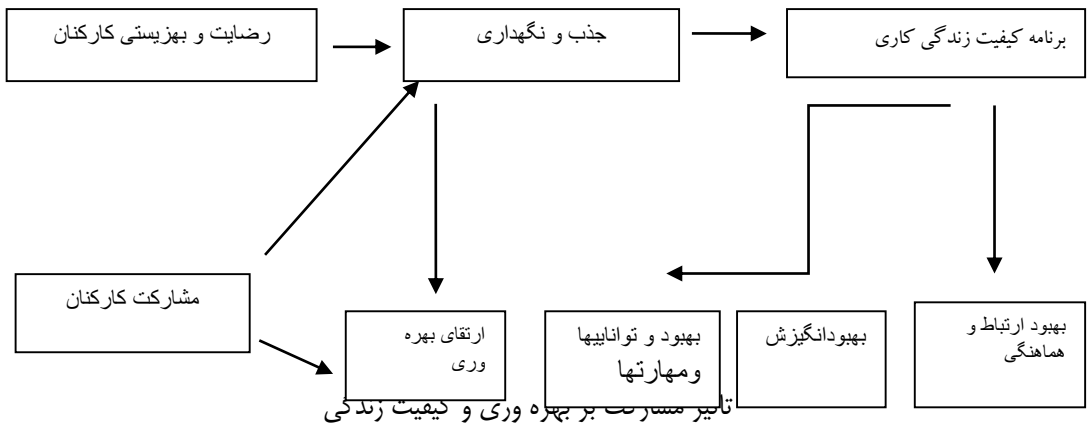 برنامه کیفیت زندگی کاری
جذب و نگهداری
رضایت و بهزیستی کارکنان
مشارکت کارکنان
بهبود ارتباط و
هماهنگی
بهبودانگیزش
بهبود و تواناییها
ومهارتها
ارتقای بهره
وری
تاثیر مشارکت بر بهره وری و کیفیت زندگی